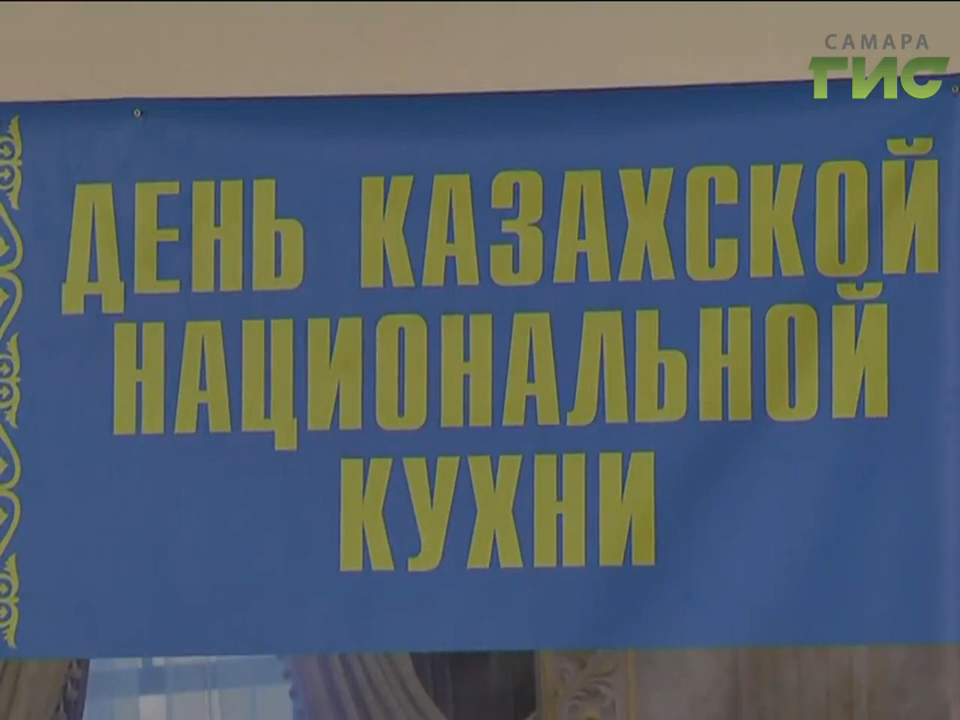 САМАРА
ГИС
ДЕНЬ КАЗАХСКОЙ
НАЦИОНАЛЬНОЙ
КУХНИ